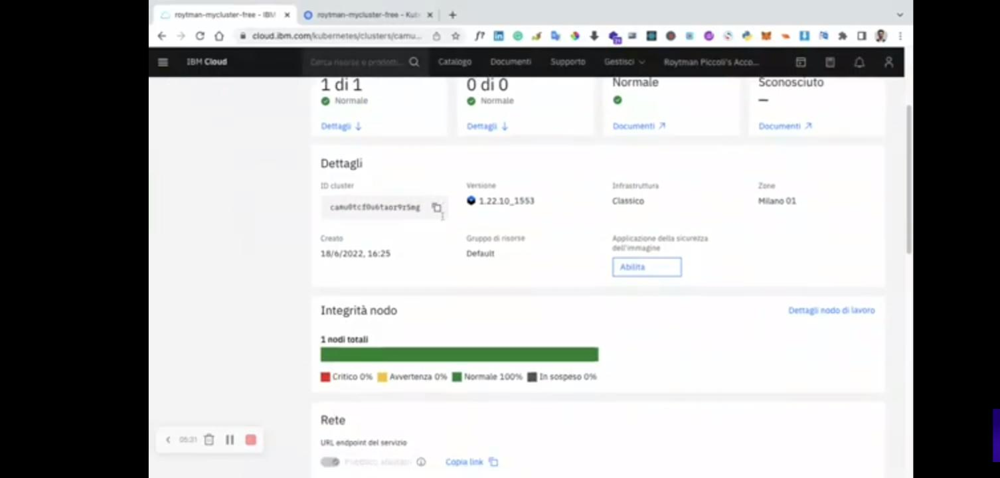 roytman-mycluster-free - IBM
roytman-mycluster-free - Kube
cloud.ibm.com/kubernetes/clusters/camu...
IBM Cloud
Cerca risorse e prodott...
Catalogo
Documenti
Supporto
Gestisci
Roytman Piccoli's Acco...
1 di 1
0 di 0
Normale
Sconosciuto
Normale
Normale
—
Dettagli
Dettagli
Documenti
Documenti
Dettagli
ID cluster
Versione
Infrastruttura
Zone
camu0tcf0u6taor9r5mg
1.22.10_1553
Classico
Milano 01
Creato
Gruppo di risorse
Applicazione della sicurezza
dell'immagine
18/6/2022, 16:25
Default
Abilita
Integrità nodo
Dettagli nodo di lavoro
1 nodi totali
Critico 0%
Avvertenza 0%
Normale 100%
In sospeso 0%
Rete
05:31
URL endpoint del servizio
Copia link